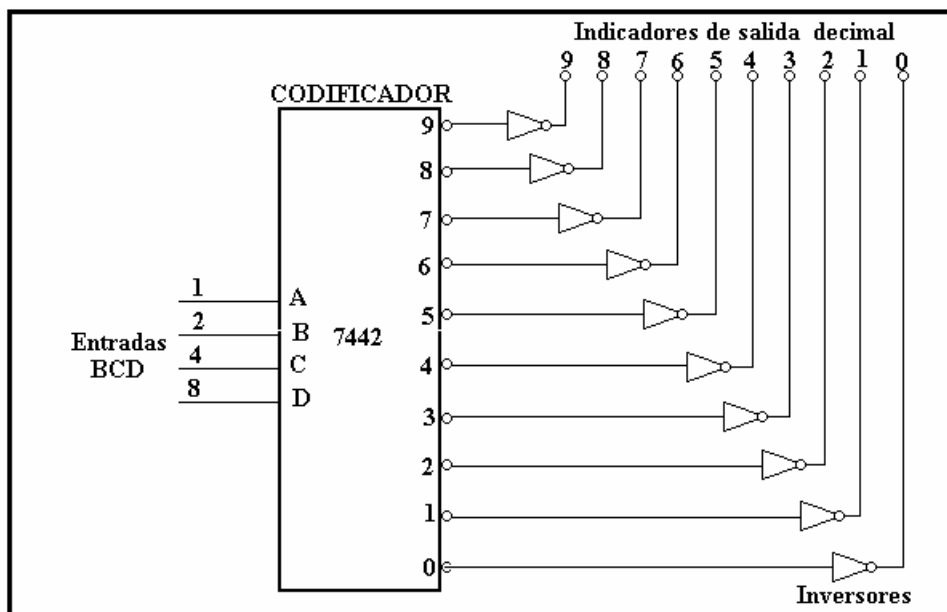 Indicadores de salida decimal
9 8 7 6 5 4 3 2 1 0
CODIFICADOR
9
8
7
6
1 A
5
2 B
7442
Entradas
BCD
4 C
4
8 D
3
2
1
0
Inversores